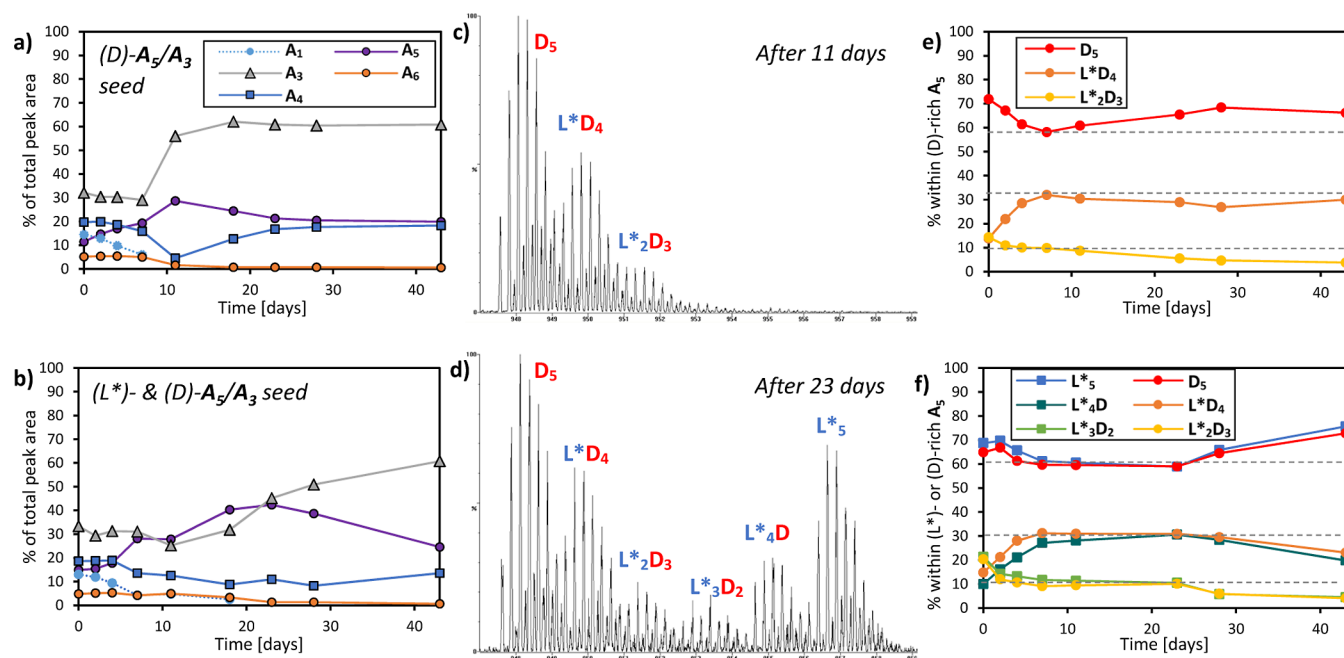 a)
(D)-A₅/A₃
seed
A₁
A₅
A₃
A₆
A₄
% of total peak area
100
90
80
70
60
50
40
30
20
10
0
0
10
20
30
40
Time [days]
c)
100
%
D₅
L*D₄
L*₂D₃
After 11 days
948
949
950
951
952
953
954
955
956
957
958
959
e)
D₅
L*D₄
L*₂D₃
% within (D)-rich A₅
100
90
80
70
60
50
40
30
20
10
0
0
10
20
30
40
Time [days]
b)
(L*)- & (D)-A₅/A₃ seed
% of total peak area
100
90
80
70
60
50
40
30
20
10
0
0
10
20
30
40
Time [days]
d)
100
%
D₅
L*D₄
L*₂D₃
L*₃D₂
L*₄D
L*₅
After 23 days
f)
L*₅
D₅
L*₄D
L*D₄
L*₃D₂
L*₂D₃
% within (L*)- or (D)-rich A₅
100
90
80
70
60
50
40
30
20
10
0
0
10
20
30
40
Time [days]